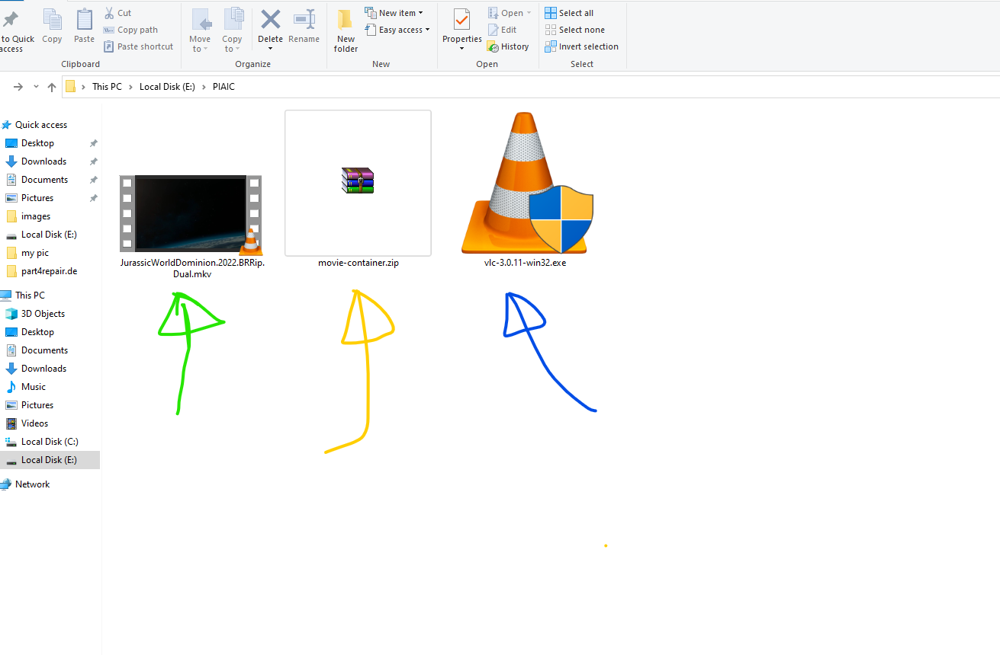 Cut
New item
Open
Select all
Copy path
Easy access
Edit
Select none
to Quick
access
Copy
Paste
Paste shortcut
Move
to
Copy
to
Delete
Rename
New
folder
Properties
History
Invert selection
Clipboard
Organize
New
Open
Select
This PC
Local Disk (E:)
PIAIC
Quick access
Desktop
Downloads
Documents
Pictures
images
Local Disk (E:)
my pic
part4repair.de
This PC
3D Objects
Desktop
Documents
Downloads
Music
Pictures
Videos
Local Disk (C:)
Local Disk (E:)
Network
JurassicWorldDominion.2022.BRRip.
Dual.mkv
movie-container.zip
vlc-3.0.11-win32.exe